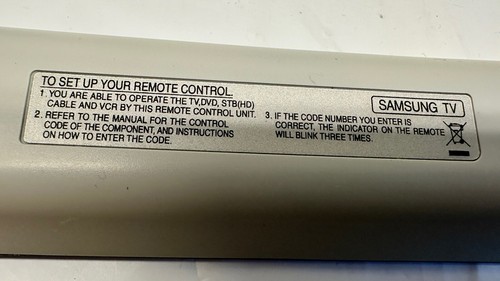 TO SET UP YOUR REMOTE CONTROL.
1. YOU ARE ABLE TO OPERATE THE TV,DVD, STB(HD)
CABLE AND VCR BY THIS REMOTE CONTROL UNIT.
2. REFER TO THE MANUAL FOR THE CONTROL
CODE OF THE COMPONENT, AND INSTRUCTIONS
ON HOW TO ENTER THE CODE.
SAMSUNG TV
3. IF THE CODE NUMBER YOU ENTER IS
CORRECT, THE INDICATOR ON THE REMOTE
WILL BLINK THREE TIMES.